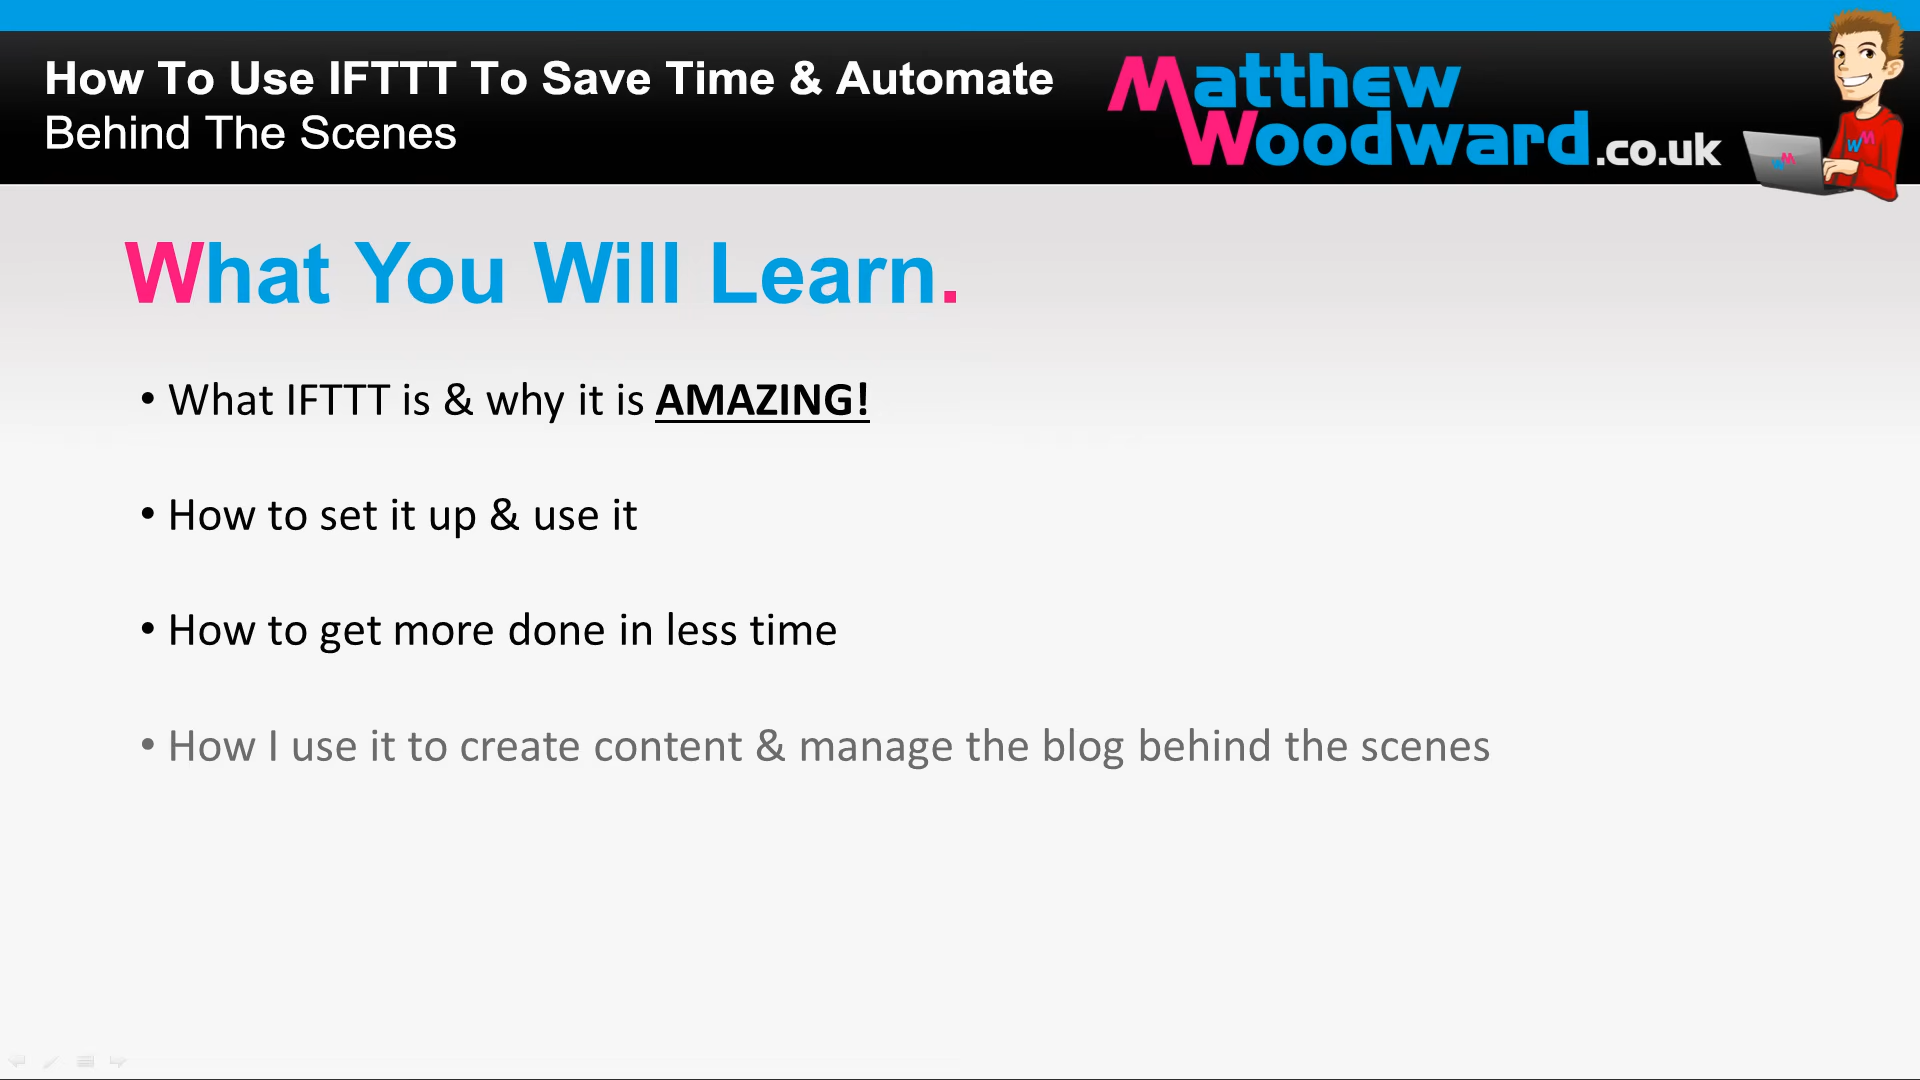 How To Use IFTTT To Save Time & Automate
Behind The Scenes
Matthew
Woodward.co.uk
WM
WM
What You Will Learn.
• What IFTTT is & why it is AMAZING!
• How to set it up & use it
• How to get more done in less time
• How I use it to create content & manage the blog behind the scenes